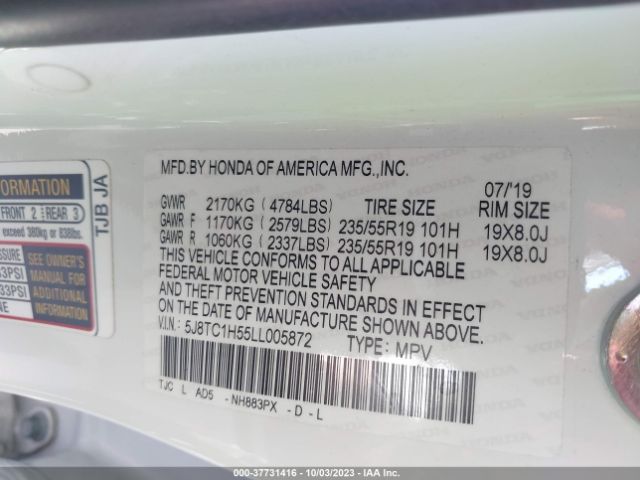 MFD.BY HONDA OF AMERICA MFG.,INC.
07/19
GVWR 2170KG ( 4784LBS) TIRE SIZE RIM SIZE
GAWR F 1170KG ( 2579LBS) 235/55R19 101H 19X8.0J
GAWR R 1060KG ( 2337LBS) 235/55R19 101H 19X8.0J
THIS VEHICLE CONFORMS TO ALL APPLICABLE
FEDERAL MOTOR VEHICLE SAFETY
AND THEFT PREVENTION STANDARDS IN EFFECT
ON THE DATE OF MANUFACTURE SHOWN ABOVE.
V.I.N.: 5J8TC1H55LL005872 TYPE: MPV
TJC L AD5 -NH883PX -D-L
TJB JA
FORMATION
FRONT 2 REAR 3
exceed 380kg or 838lbs.
SEE OWNER'S
MANUAL FOR
ADDITIONAL
INFORMATION
33PSI
33PSI
000-37731416 - 10/03/2023 - IAA Inc.